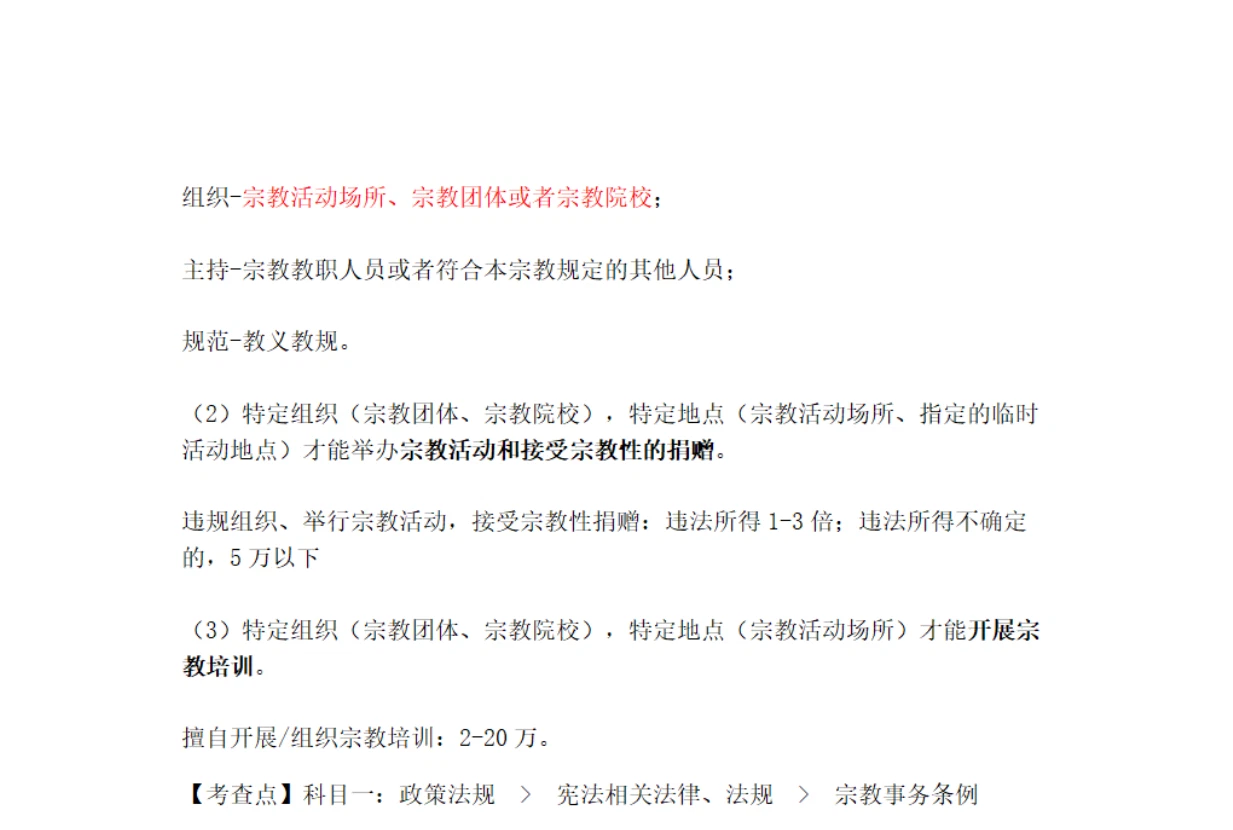 组织-宗教活动场所、宗教团体或者宗教院校；
主持-宗教教职人员或者符合本宗教规定的其他人员；
规范-教义教规。
（2）特定组织（宗教团体、宗教院校），特定地点（宗教活动场所、指定的临时
活动地点）才能举办宗教活动和接受宗教性的捐赠。
违规组织、举行宗教活动，接受宗教性捐赠：违法所得 1-3 倍；违法所得不确定
的，5 万以下
（3）特定组织（宗教团体、宗教院校），特定地点（宗教活动场所）才能开展宗
教培训。
擅自开展/组织宗教培训：2-20 万。
【考查点】科目一：政策法规 > 宪法相关法律、法规 > 宗教事务条例